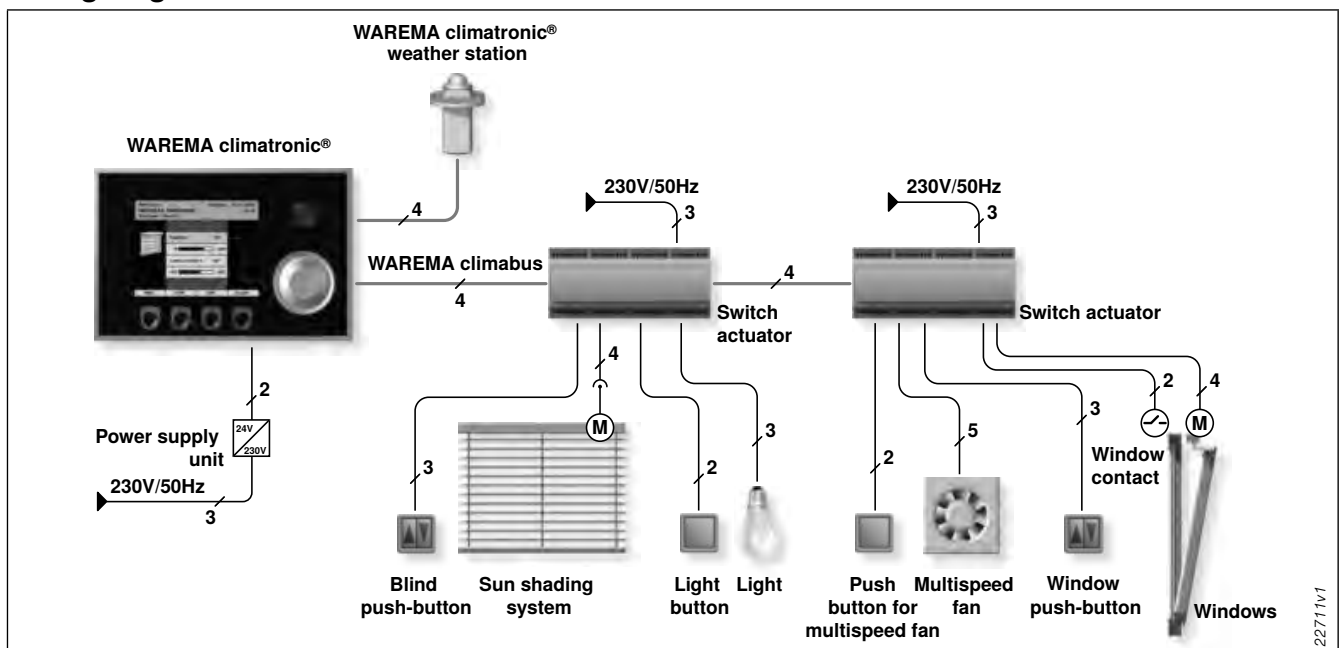 WAREMA climatronic®
weather station
WAREMA climatronic®
4
230V/50Hz
3
230V/50Hz
3
WAREMA climabus
4
4
Switch
actuator
Switch actuator
2
Power supply
unit
24V
230V
230V/50Hz
3
3
4
M
2
3
2
5
3
2
4
M
Window
contact
Blind
push-button
Sun shading
system
Light
button
Light
Push
button for
multispeed fan
Multispeed
fan
Window
push-button
Windows
22711v1